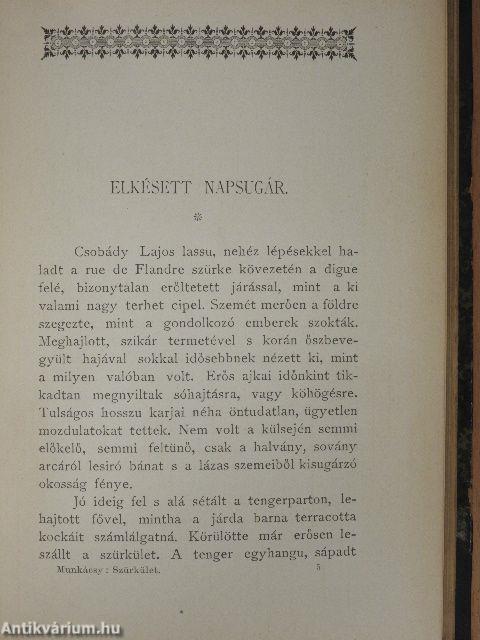 ELKÉSETT NAPSUGÁR.
Csobády Lajos lassu, nehéz lépésekkel ha-
ladt a rue de Flandre szürke kövezetén a digue
felé, bizonytalan erőltetett járással, mint a ki
valami nagy terhet cipel. Szemét merően a földre
szegezte, mint a gondolkozó emberek szokták.
Meghajlott, szikár termetével s korán őszbeve-
gyült hajával sokkal idősebbnek nézett ki, mint
a milyen valóban volt. Erős ajkai időnkint tik-
kadtan megnyiltak sóhajtásra, vagy köhögésre.
Tulságos hosszu karjai néha öntudatlan, ügyetlen
mozdulatokat tettek. Nem volt a külsején semmi
előkelő, semmi feltünő, csak a halvány, sovány
arcáról lesiró bánat s a lázas szemeiből kisugárzó
okosság fénye.
Jó ideig fel s alá sétált a tengerparton, le-
hajtott fővel, mintha a járda barna terracotta
kockáit számlálgatná. Körülötte már erősen le-
szállt a szürkület. A tenger egyhangu, sápadt
Munkácsy: Szürkület. 5
Antikvárium.hu